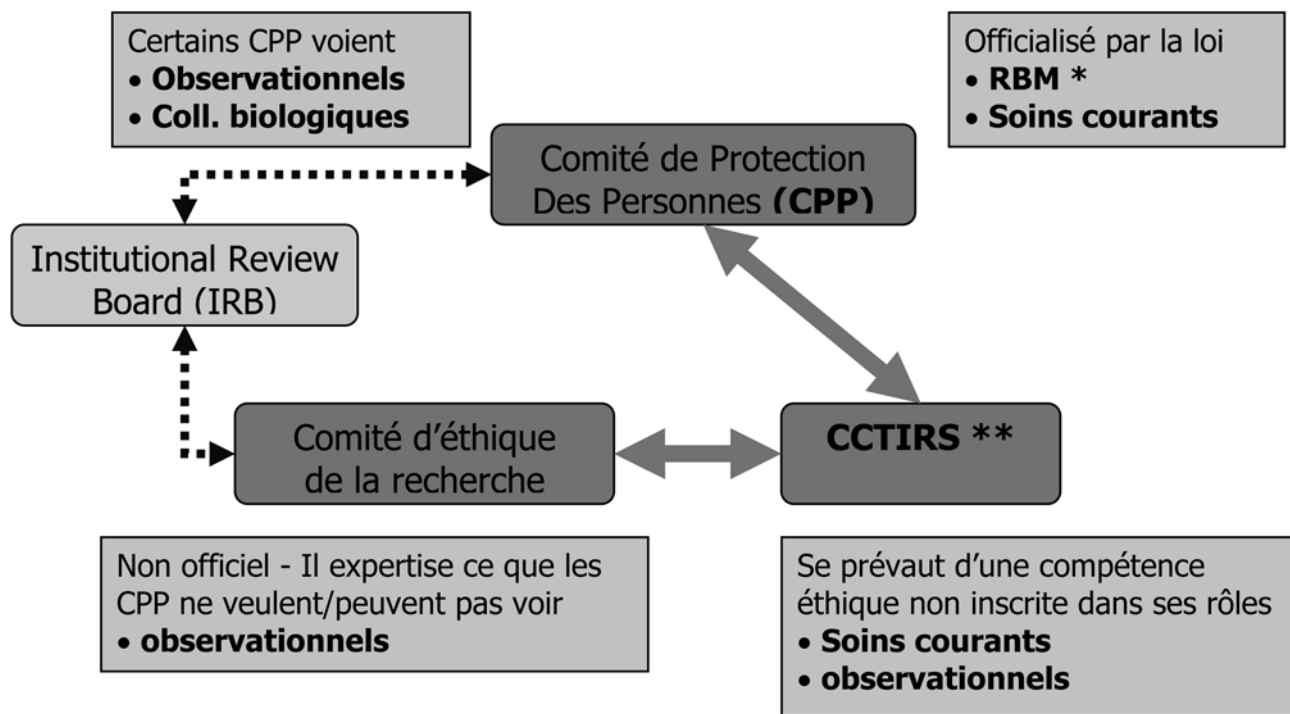 Certains CPP voient
• Observationnels
• Coll. biologiques
Officialisé par la loi
• RBM *
• Soins courants
Comité de Protection
Des Personnes (CPP)
Institutional Review
Board (IRB)
Comité d’éthique
de la recherche
CCTIRS **
Non officiel - Il expertise ce que les
CPP ne veulent/peuvent pas voir
• observationnels
Se prévaut d’une compétence
éthique non inscrite dans ses rôles
• Soins courants
• observationnels